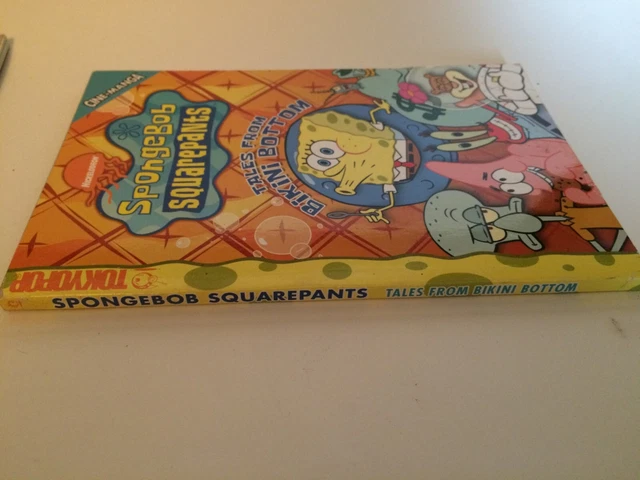 CINE-MANGA
NICKELODEON
SPONGEBOB
SQUAREPANTS
TALES FROM
BIKINI BOTTOM
TOKYOPOP
SPONGEBOB SQUAREPANTS TALES FROM BIKINI BOTTOM